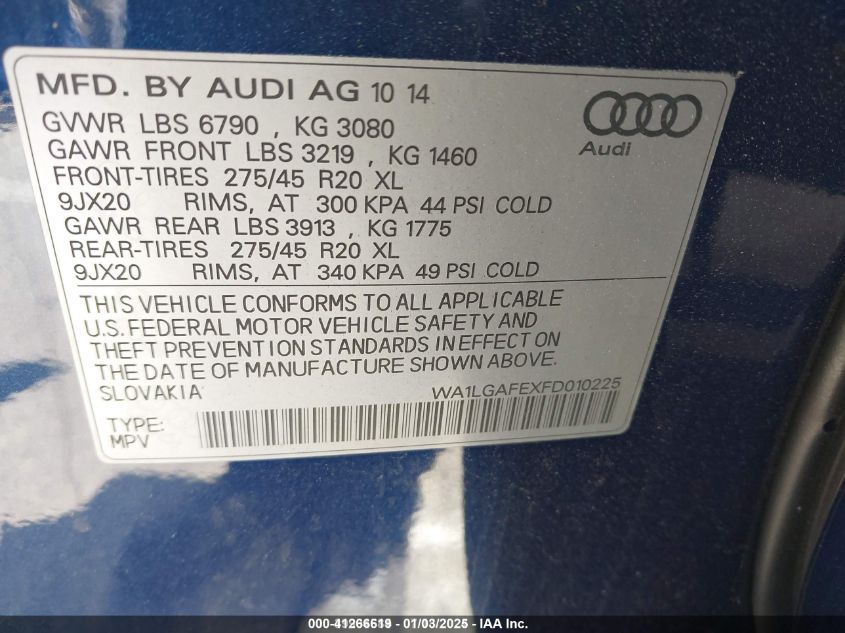 MFD. BY AUDI AG 10 14
GVWR LBS 6790 , KG 3080
GAWR FRONT LBS 3219 , KG 1460
FRONT-TIRES 275/45 R20 XL
9JX20 RIMS, AT 300 KPA 44 PSI COLD
GAWR REAR LBS 3913 , KG 1775
REAR-TIRES 275/45 R20 XL
9JX20 RIMS, AT 340 KPA 49 PSI COLD
Audi
THIS VEHICLE CONFORMS TO ALL APPLICABLE
U.S. FEDERAL MOTOR VEHICLE SAFETY AND
THEFT PREVENTION STANDARDS IN EFFECT ON
THE DATE OF MANUFACTURE SHOWN ABOVE.
SLOVAKIA WA1LGAFEXFD010225
TYPE:
MPV
000-41266619 - 01/03/2025 - IAA Inc.